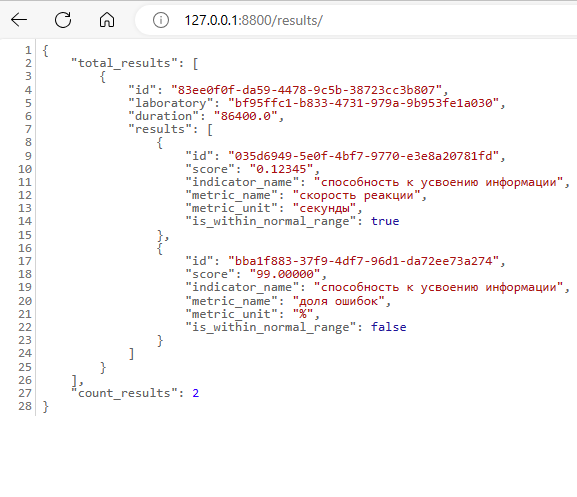 127.0.0.1:8800/results/
1 {
2 "total_results": [
3 {
4 "id": "83ee0f0f-da59-4478-9c5b-38723cc3b807",
5 "laboratory": "bf95ffc1-b833-4731-979a-9b953fe1a030",
6 "duration": "86400.0",
7 "results": [
8 {
9 "id": "035d6949-5e0f-4bf7-9770-e3e8a20781fd",
10 "score": "0.12345",
11 "indicator_name": "способность к усвоению информации",
12 "metric_name": "скорость реакции",
13 "metric_unit": "секунды",
14 "is_within_normal_range": true
15 },
16 {
17 "id": "bba1f883-37f9-4df7-96d1-da72ee73a274",
18 "score": "99.00000",
19 "indicator_name": "способность к усвоению информации",
20 "metric_name": "доля ошибок",
21 "metric_unit": "%",
22 "is_within_normal_range": false
23 }
24 ]
25 }
26 ],
27 "count_results": 2
28 }